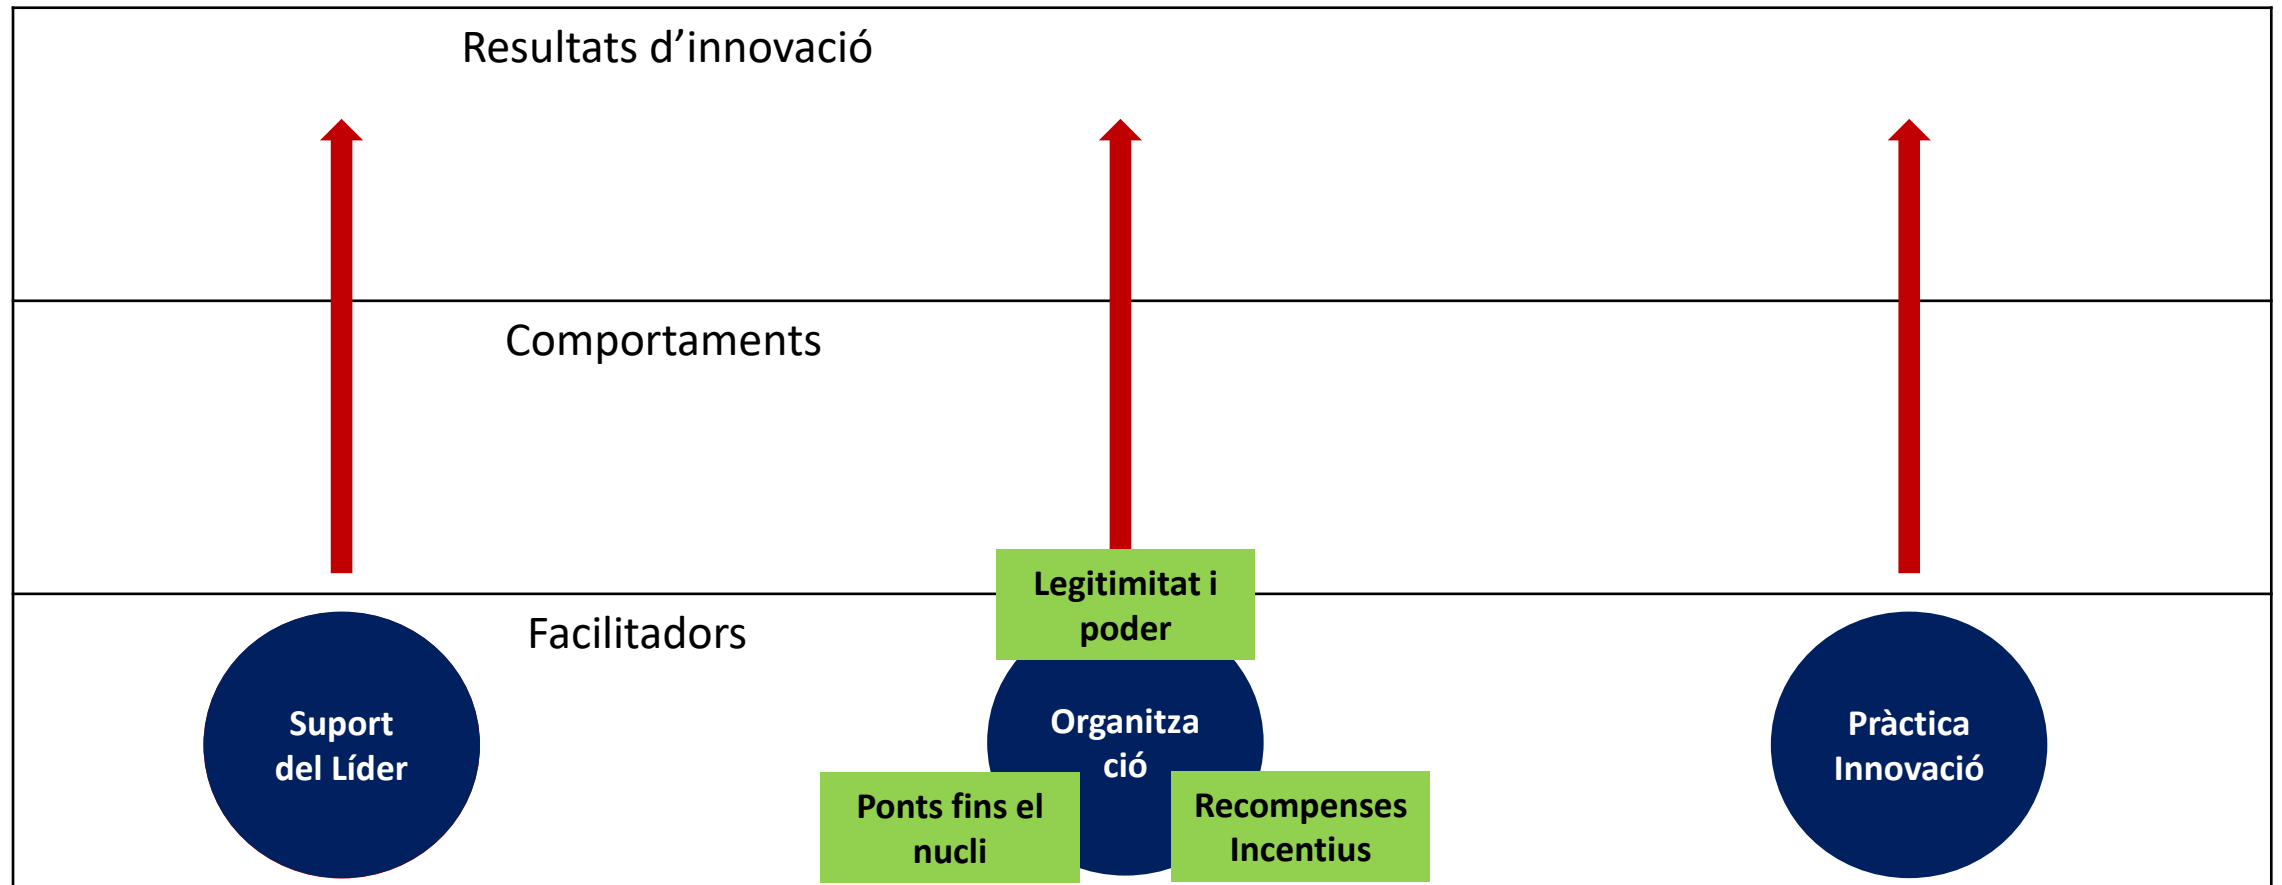 Resultats d’innovació
Comportaments
Facilitadors
Suport
del Líder
Legitimitat i
poder
Organitza
ció
Ponts fins el
nucli
Recompenses
Incentius
Pràctica
Innovació